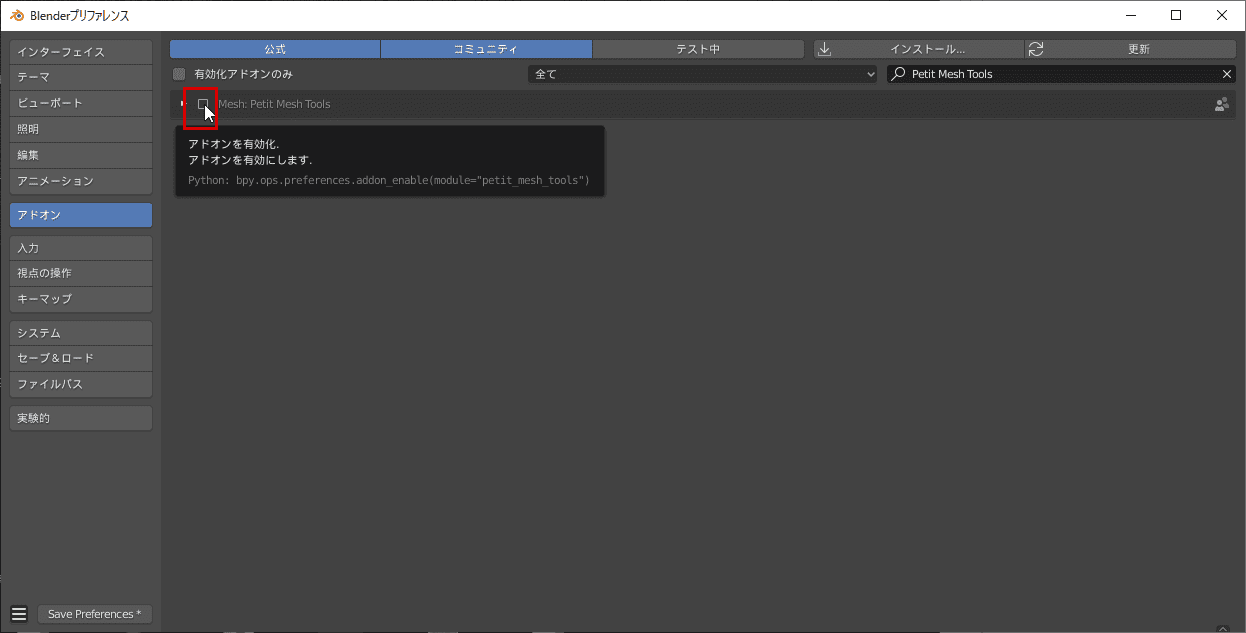 Blenderプリファレンス
インターフェイス
テーマ
ビューポート
照明
編集
アニメーション
アドオン
入力
視点の操作
キーマップ
システム
セーブ＆ロード
ファイルパス
実験的
Save Preferences *
公式 コミュニティ テスト中 インストール... 更新
有効化アドオンのみ 全て Petit Mesh Tools
Mesh: Petit Mesh Tools
アドオンを有効化.
アドオンを有効にします.
Python: bpy.ops.preferences.addon_enable(module="petit_mesh_tools")